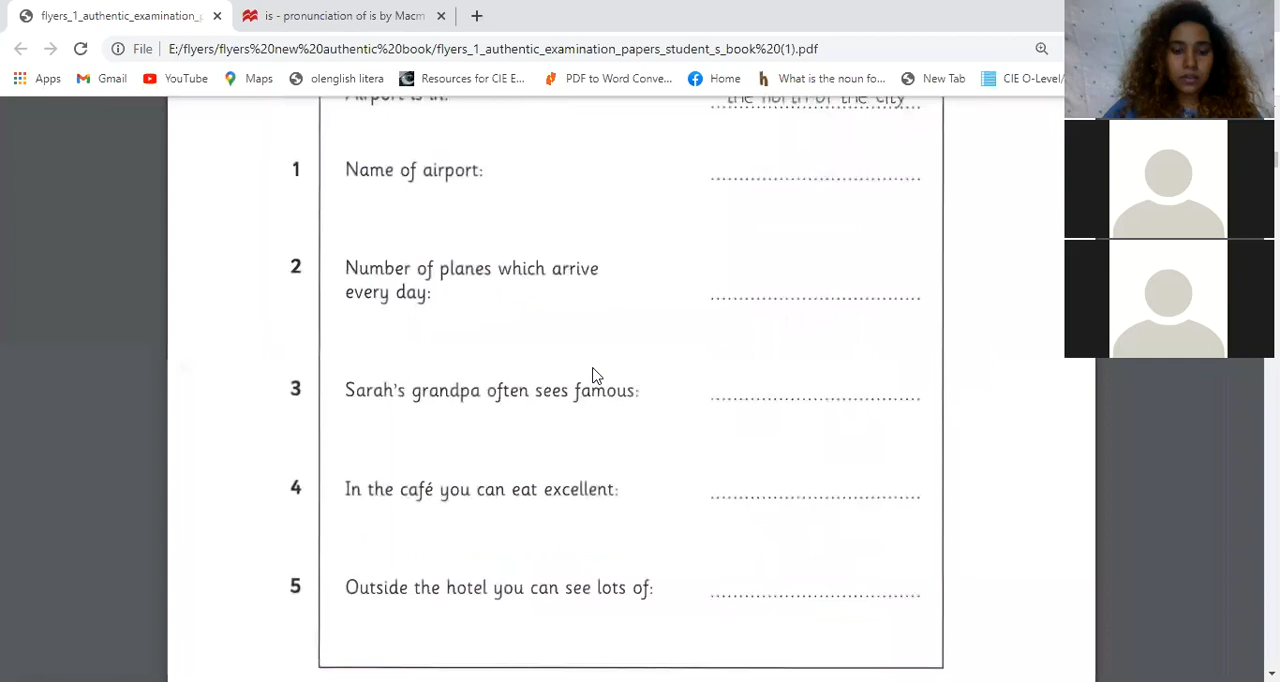 flyers_1_authentic_examination_p
is - pronunciation of is by Macm
File
E:/flyers/flyers%20new%20authentic%20book/flyers_1_authentic_examination_papers_student_s_book%20(1).pdf
Apps
Gmail
YouTube
Maps
olenglish litera
Resources for CIE E...
PDF to Word Conve...
Home
What is the noun fo...
New Tab
CIE O-Level/
Airport is in:
the north of the city
1 Name of airport:
2 Number of planes which arrive
every day:
3 Sarah's grandpa often sees famous:
4 In the café you can eat excellent:
5 Outside the hotel you can see lots of: